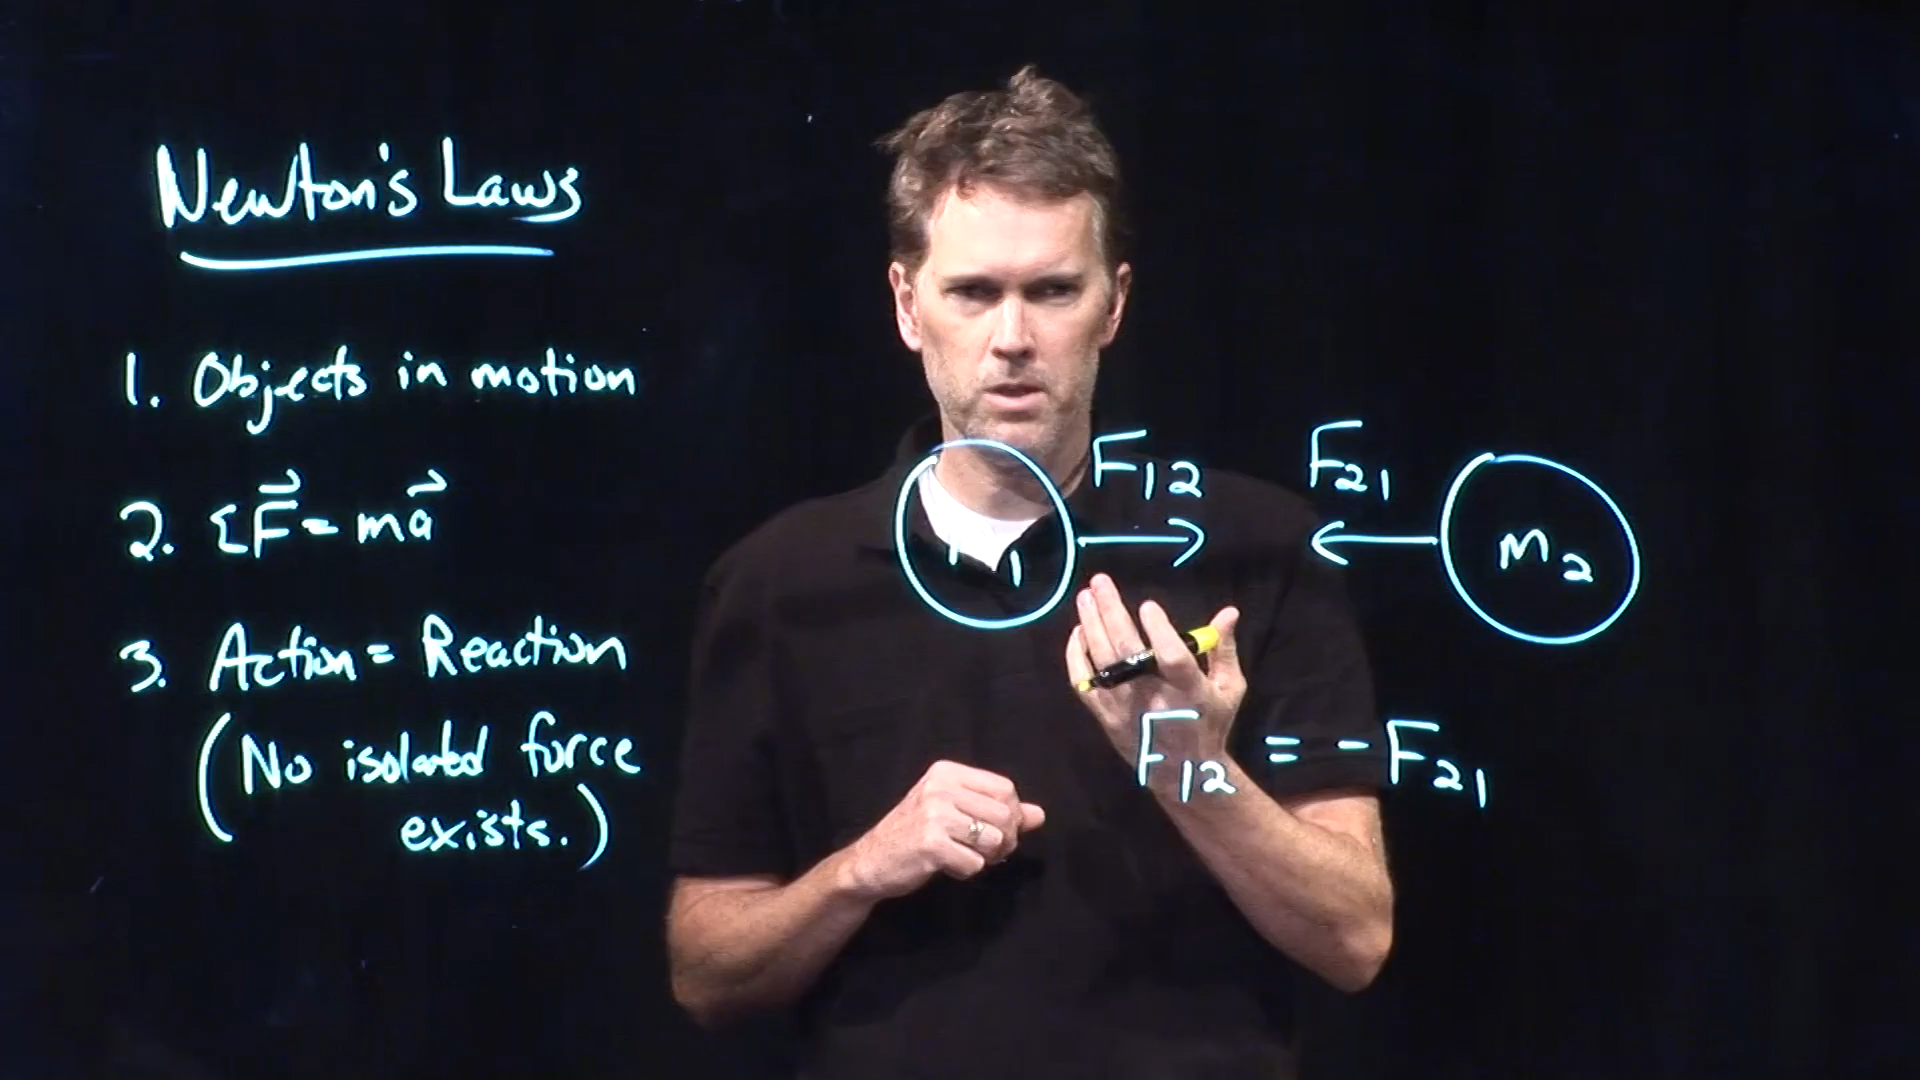 Newton's Laws
1. Objects in motion
2. ΣF⃗ = ma⃗
3. Action = Reaction
(No isolated force
exists.)
F₁₂ F₂₁
m₂
F₁₂ = -F₂₁